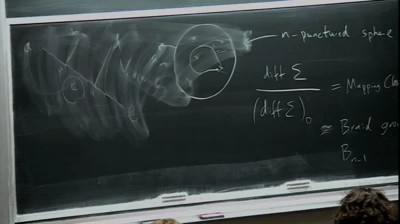 a
n-punctured sphere
diff Σ
(diff Σ)₀
= Mapping Cla
≅ Braid gro
Bₙ₋₁